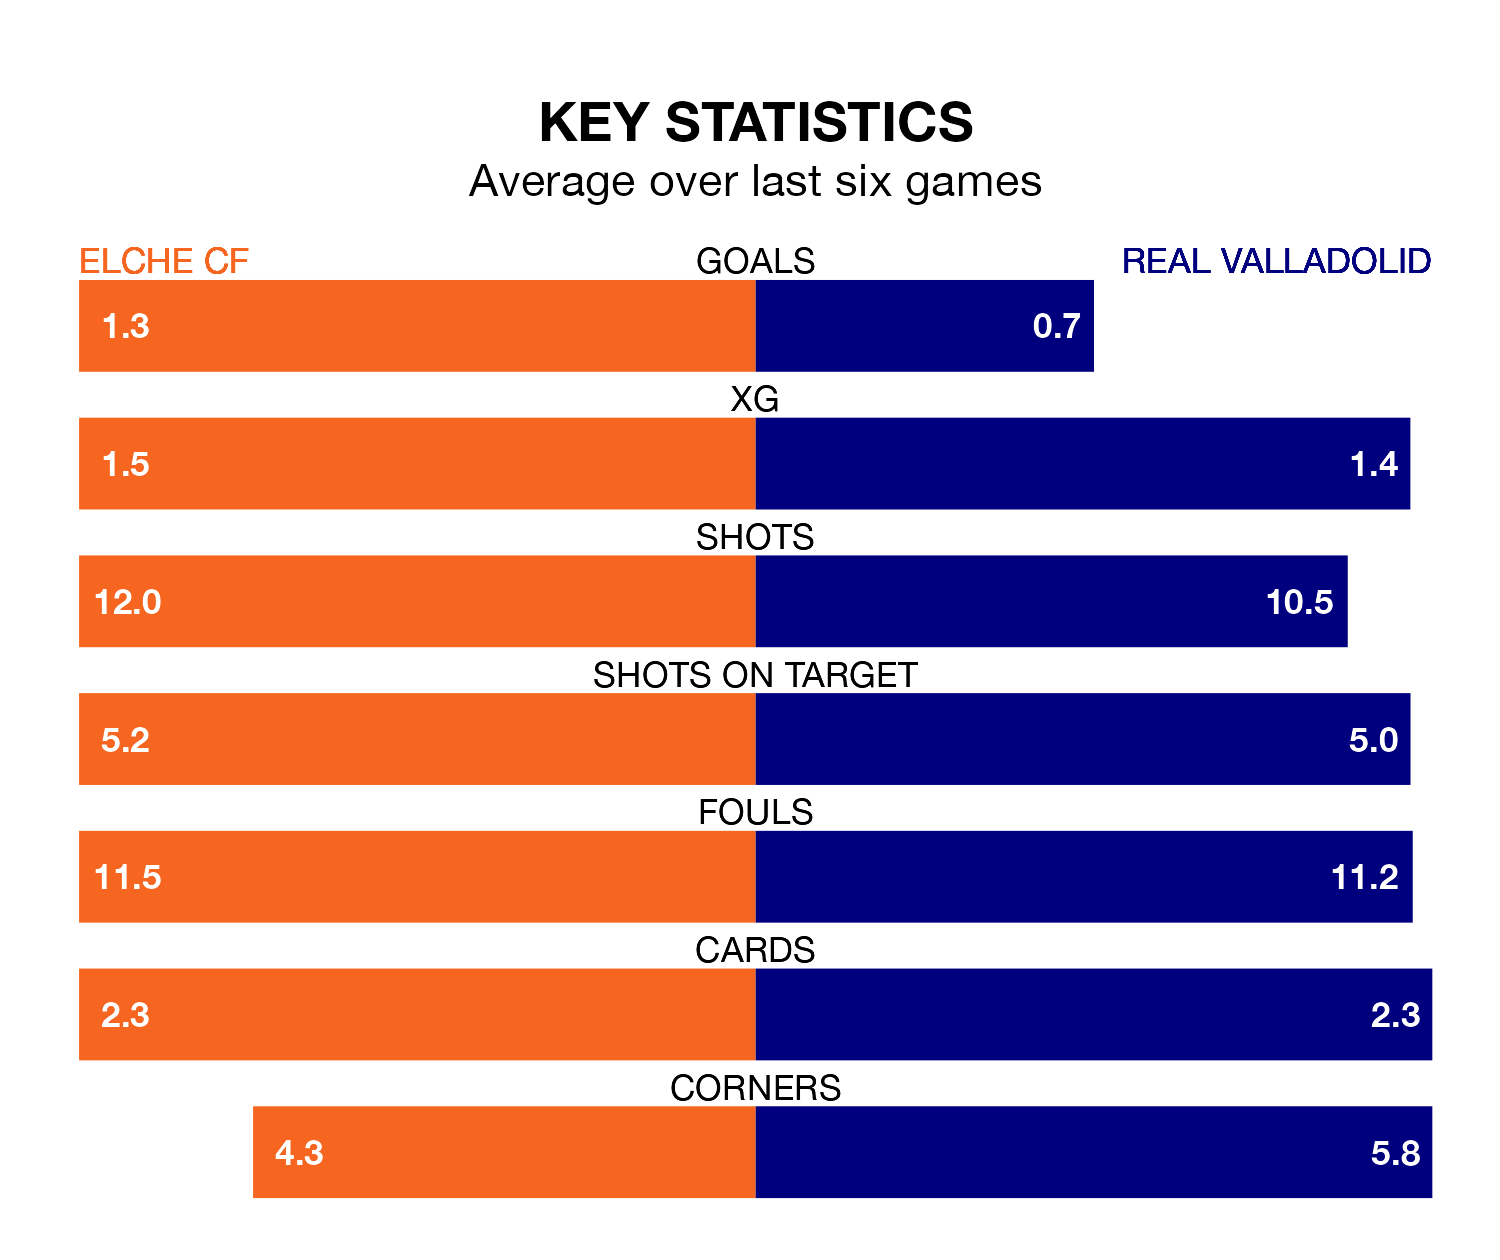 KEY STATISTICS
Average over last six games
ELCHE CF GOALS REAL VALLADOLID
1.3 0.7
XG
1.5 1.4
SHOTS
12.0 10.5
SHOTS ON TARGET
5.2 5.0
FOULS
11.5 11.2
CARDS
2.3 2.3
CORNERS
4.3 5.8